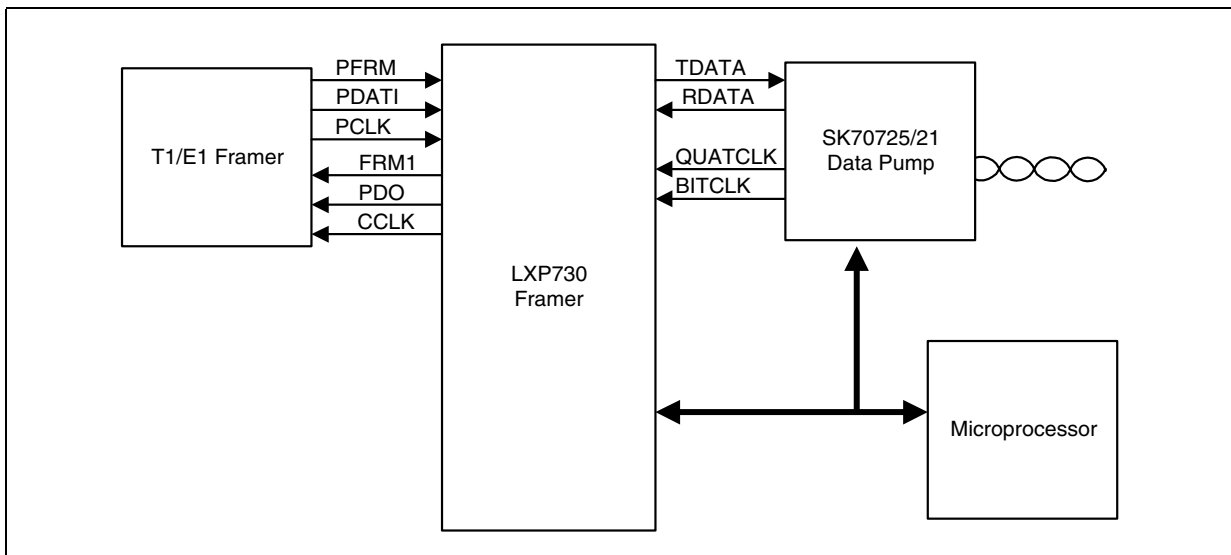 PFRM
PDATI
PCLK
FRM1
PDO
CCLK
T1/E1 Framer
LXP730
Framer
TDATA
RDATA
QUATCLK
BITCLK
SK70725/21
Data Pump
Microprocessor